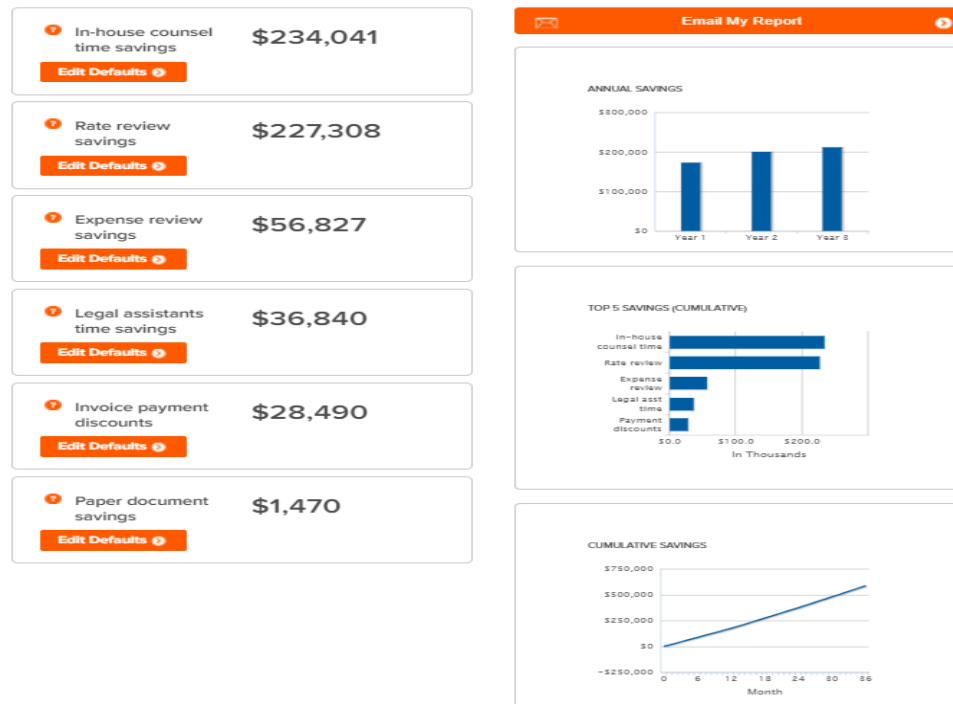 In-house counsel
time savings
$234,041
Edit Defaults
Rate review
savings
$227,308
Edit Defaults
Expense review
savings
$56,827
Edit Defaults
Legal assistants
time savings
$36,840
Edit Defaults
Invoice payment
discounts
$28,490
Edit Defaults
Paper document
savings
$1,470
Edit Defaults
Email My Report
ANNUAL SAVINGS
$300,000
$200,000
$100,000
$0
Year 1 Year 2 Year 3
TOP 5 SAVINGS (CUMULATIVE)
In-house
counsel time
Rate review
Expense
review
Legal asst
time
Payment
discounts
$0.0 $100.0 $200.0
In Thousands
CUMULATIVE SAVINGS
$750,000
$500,000
$250,000
$0
-$250,000
0 6 12 18 24 30 36
Month